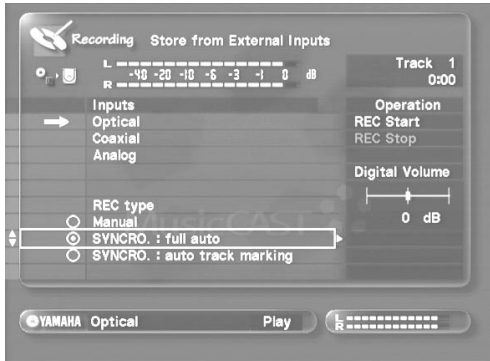 Recording Store from External Inputs
L
-40 -20 -10 -6 -3 -1 0 dB
R
Track 1
0:00
Inputs
Optical
Coaxial
Analog
Operation
REC Start
REC Stop
Digital Volume
0 dB
REC type
Manual
SYNCRO. : full auto
SYNCRO. : auto track marking
MusicCAST
YAMAHA Optical Play
L
R